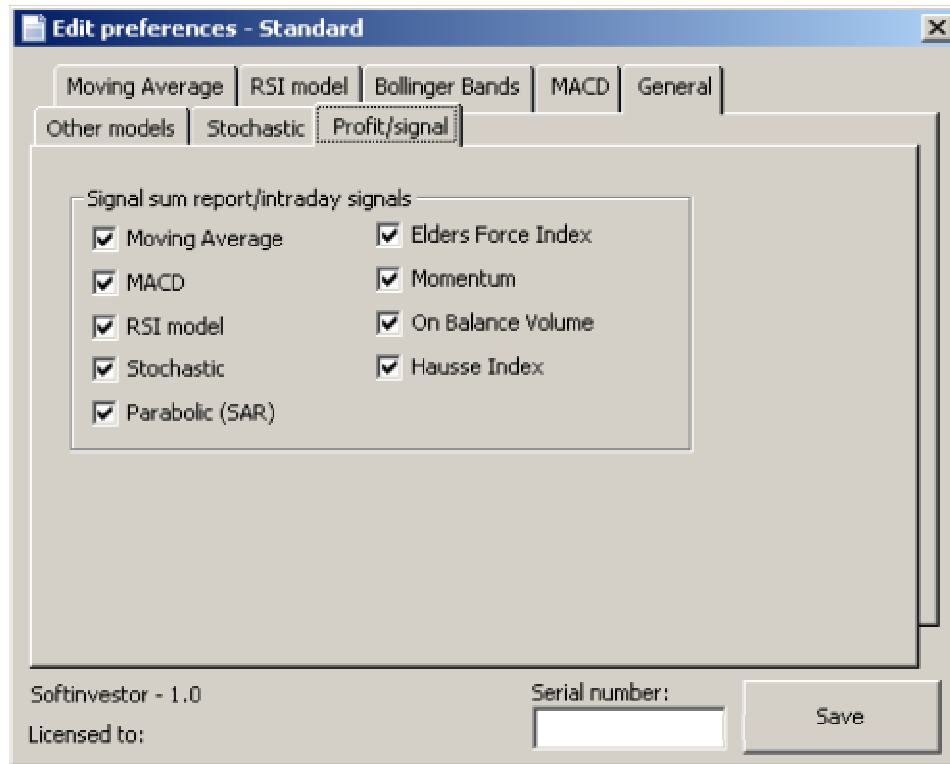 Edit preferences - Standard
Moving Average RSI model Bollinger Bands MACD General
Other models Stochastic Profit/signal
Signal sum report/intraday signals
Moving Average
MACD
RSI model
Stochastic
Parabolic (SAR)
Elders Force Index
Momentum
On Balance Volume
Hausse Index
Softinvestor - 1.0
Licensed to:
Serial number:
Save